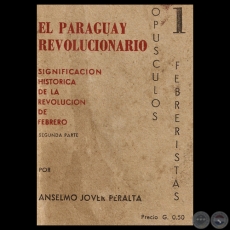 EL PARAGUAY
REVOLUCIONARIO
SIGNIFICACION
HISTORICA
DE LA
REVOLUCION
DE
FEBRERO
SEGUNDA PARTE
POR
ANSELMO JOVER PERALTA
OPUSCULOS
1
FEBRERISTAS
Precio G. 0.50